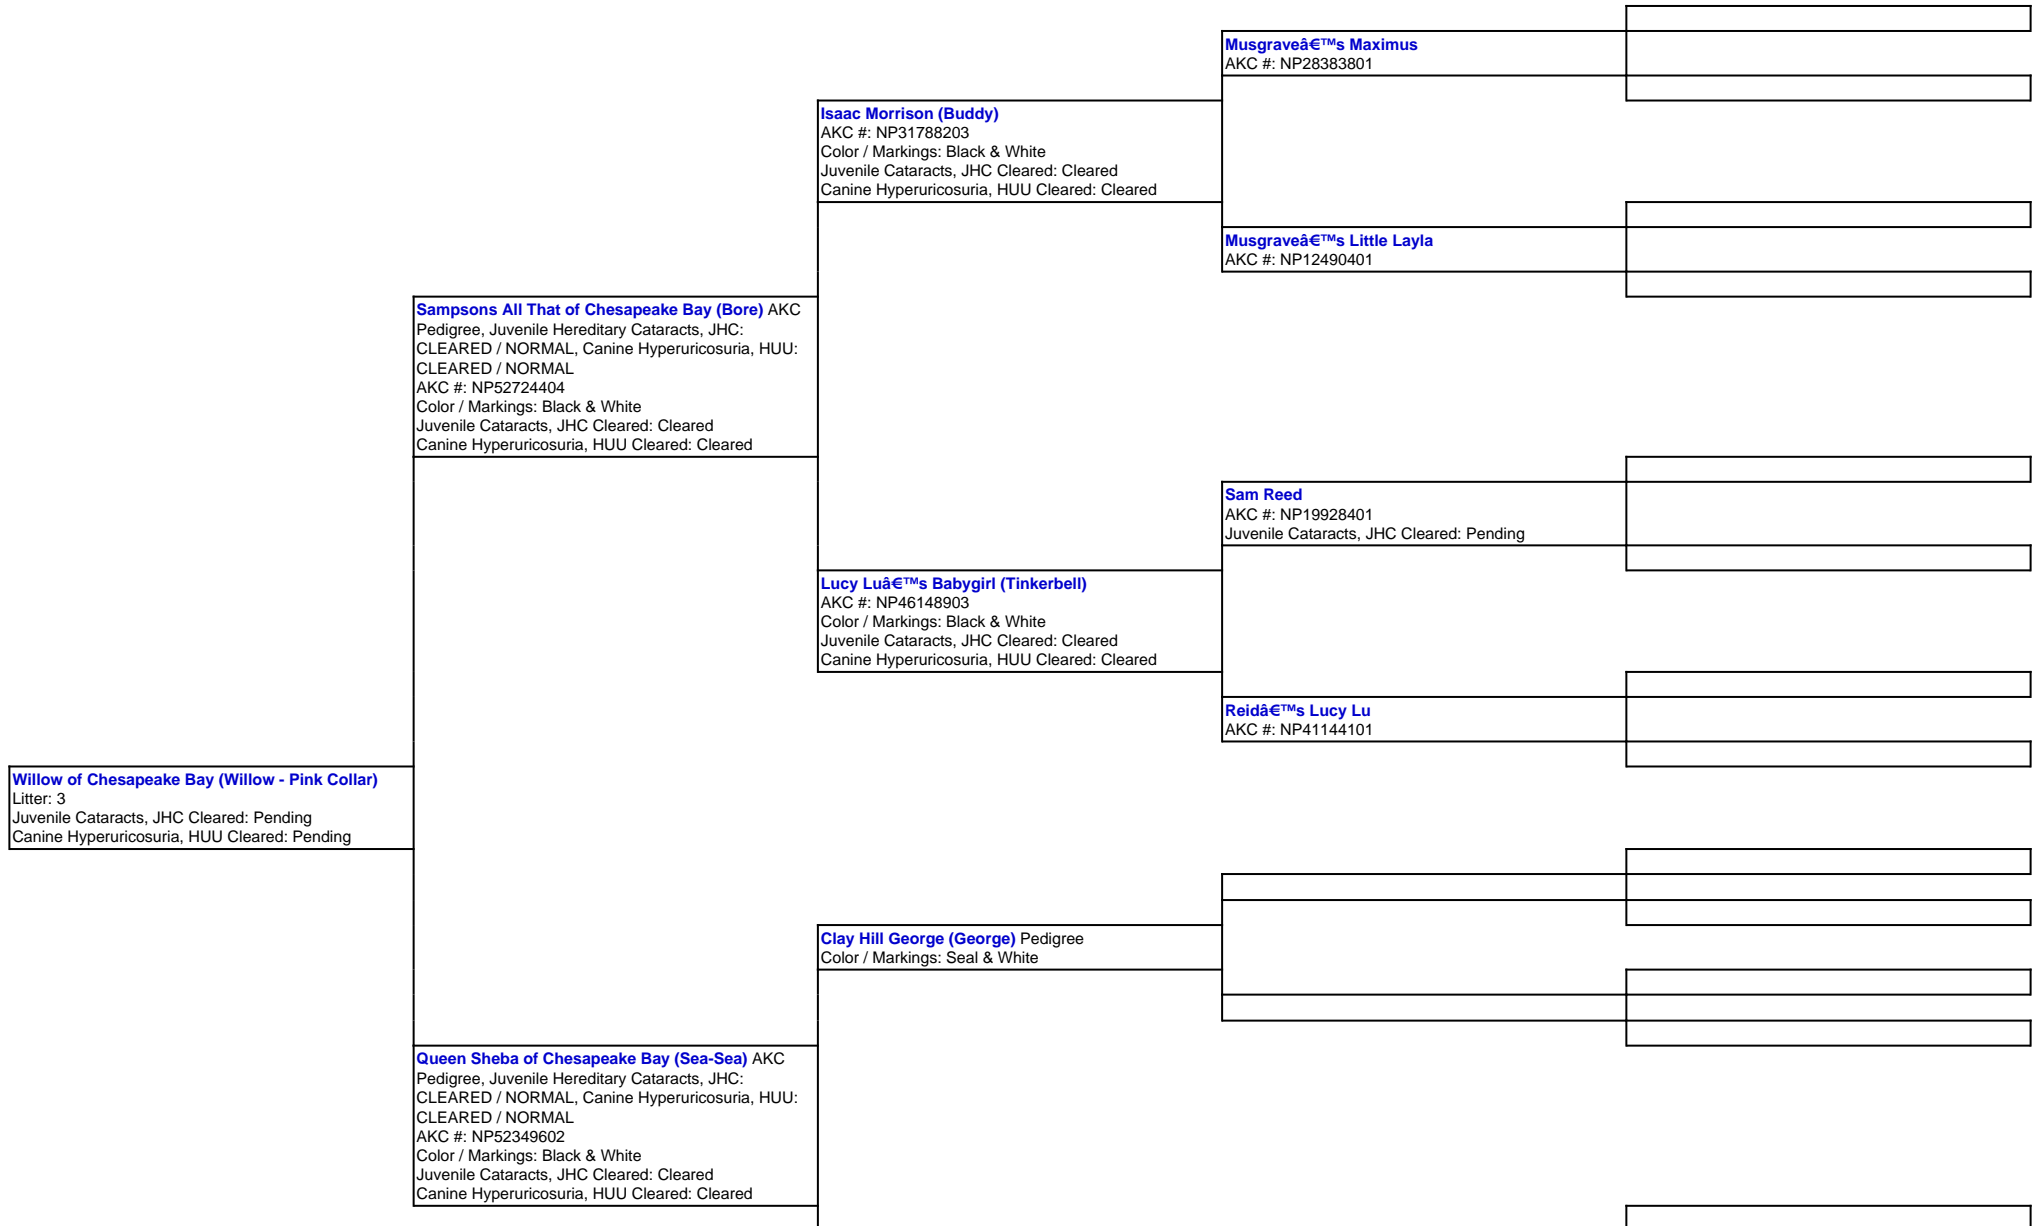 Musgraveâ€™s Maximus
AKC #: NP28383801
Isaac Morrison (Buddy)
AKC #: NP31788203
Color / Markings: Black & White
Juvenile Cataracts, JHC Cleared: Cleared
Canine Hyperuricosuria, HUU Cleared: Cleared
Musgraveâ€™s Little Layla
AKC #: NP12490401
Sampsons All That of Chesapeake Bay (Bore) AKC
Pedigree, Juvenile Hereditary Cataracts, JHC:
CLEARED / NORMAL, Canine Hyperuricosuria, HUU:
CLEARED / NORMAL
AKC #: NP52724404
Color / Markings: Black & White
Juvenile Cataracts, JHC Cleared: Cleared
Canine Hyperuricosuria, HUU Cleared: Cleared
Sam Reed
AKC #: NP19928401
Juvenile Cataracts, JHC Cleared: Pending
Lucy Luâ€™s Babygirl (Tinkerbell)
AKC #: NP46148903
Color / Markings: Black & White
Juvenile Cataracts, JHC Cleared: Cleared
Canine Hyperuricosuria, HUU Cleared: Cleared
Reidâ€™s Lucy Lu
AKC #: NP41144101
Willow of Chesapeake Bay (Willow - Pink Collar)
Litter: 3
Juvenile Cataracts, JHC Cleared: Pending
Canine Hyperuricosuria, HUU Cleared: Pending
Clay Hill George (George) Pedigree
Color / Markings: Seal & White
Queen Sheba of Chesapeake Bay (Sea-Sea) AKC
Pedigree, Juvenile Hereditary Cataracts, JHC:
CLEARED / NORMAL, Canine Hyperuricosuria, HUU:
CLEARED / NORMAL
AKC #: NP52349602
Color / Markings: Black & White
Juvenile Cataracts, JHC Cleared: Cleared
Canine Hyperuricosuria, HUU Cleared: Cleared